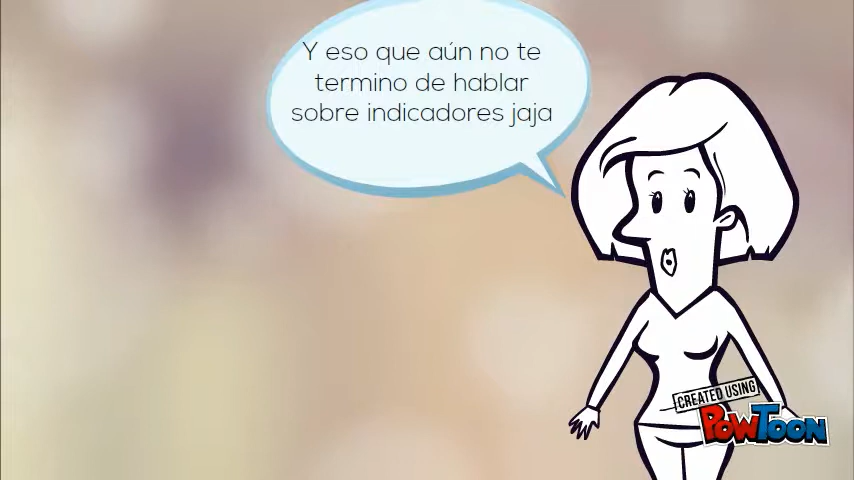 Y eso que aún no te
termino de hablar
sobre indicadores jaja
CREATED USING
POWTOON